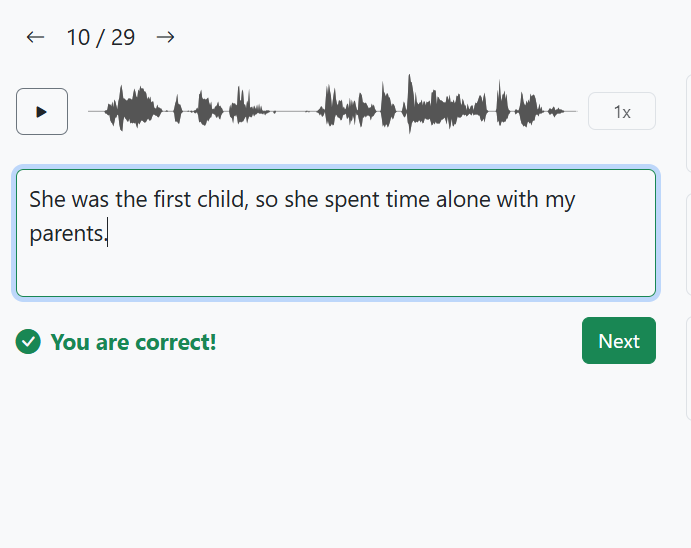 ← 10 / 29 →
1x
She was the first child, so she spent time alone with my
parents.
You are correct!
Next